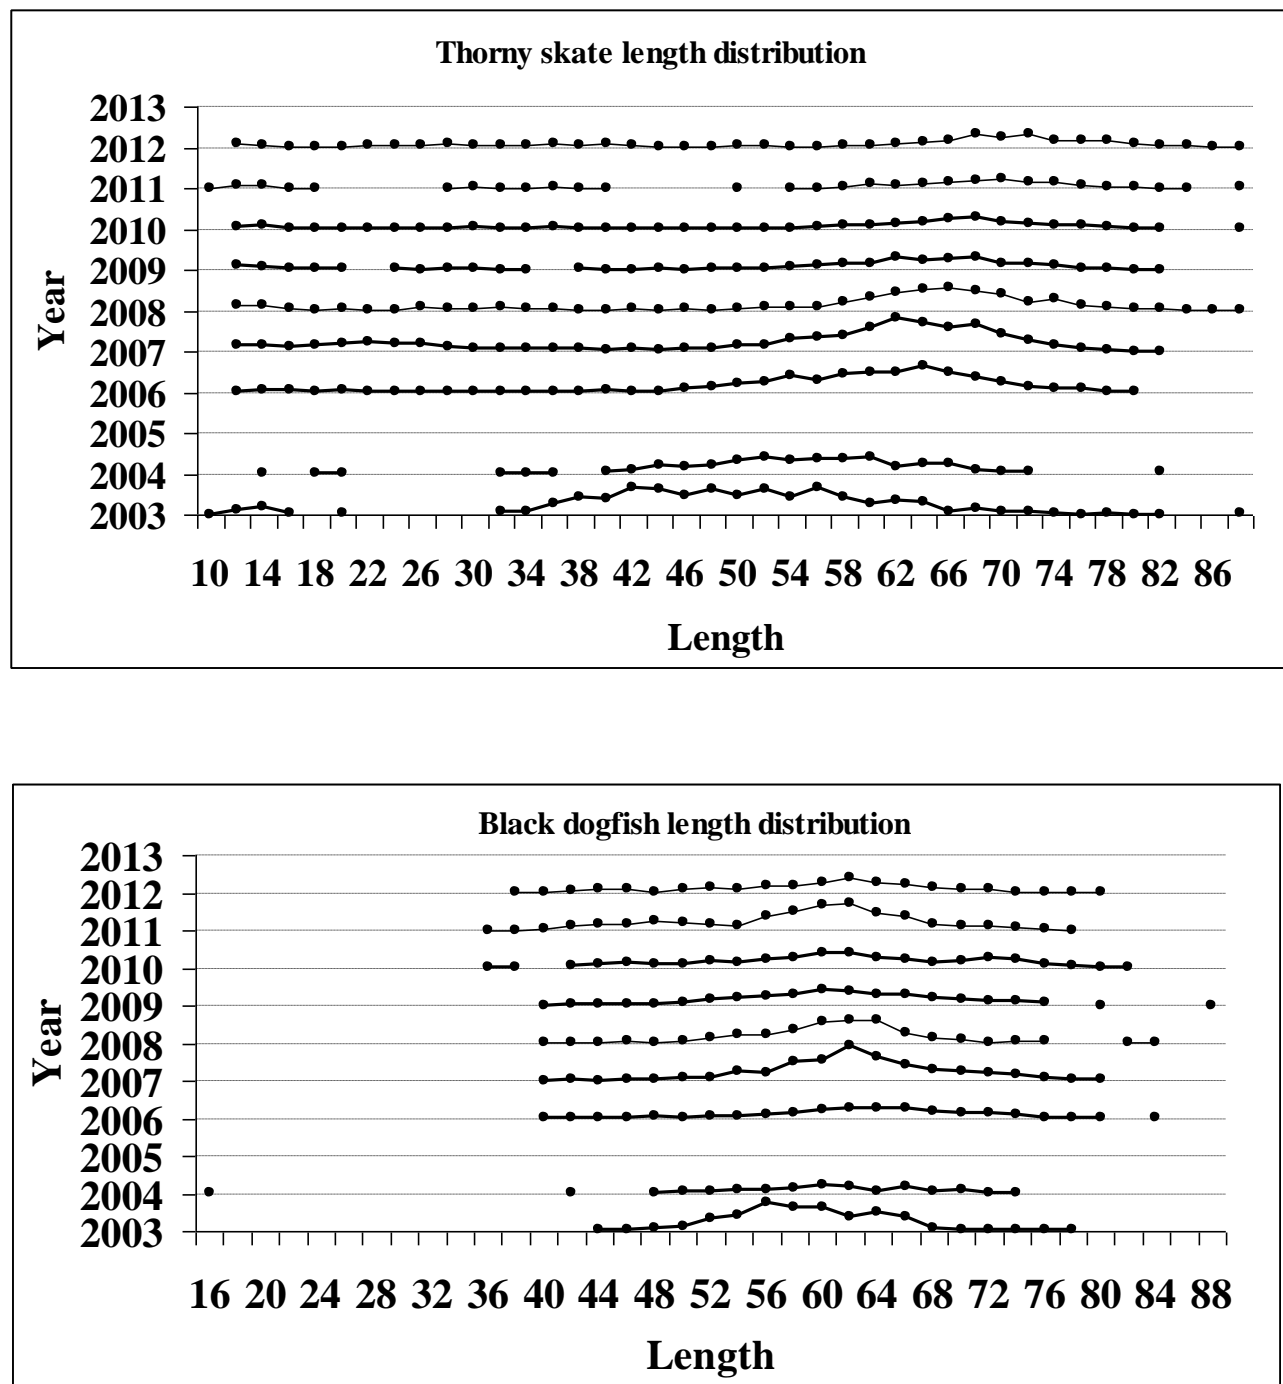 Thorny skate length distribution
2013
2012
2011
2010
2009
2008
2007
2006
2005
2004
2003
Year
10 14 18 22 26 30 34 38 42 46 50 54 58 62 66 70 74 78 82 86
Length
Black dogfish length distribution
2013
2012
2011
2010
2009
2008
2007
2006
2005
2004
2003
Year
16 20 24 28 32 36 40 44 48 52 56 60 64 68 72 76 80 84 88
Length